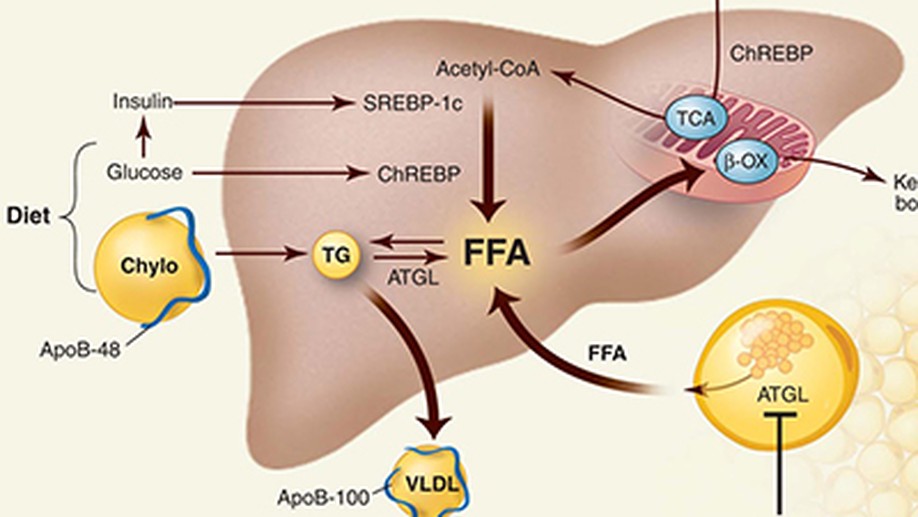 ChREBP
Acetyl-CoA
Insulin
SREBP-1c
TCA
β-OX
Glucose
ChREBP
Ke
bo
Diet
Chylo
TG
FFA
ATGL
ApoB-48
FFA
ATGL
ApoB-100
VLDL